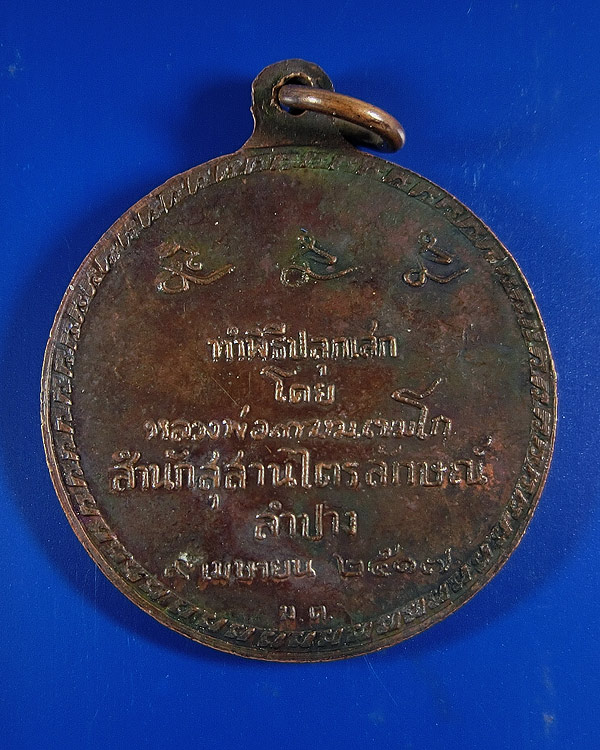 ทำพิธีปลุกเสก
โดย
หลวงพ่อเกษมเขมโก
สำนักสุสานไตรลักษณ์
ลำปาง
๙ เมษายน ๒๕๑๗